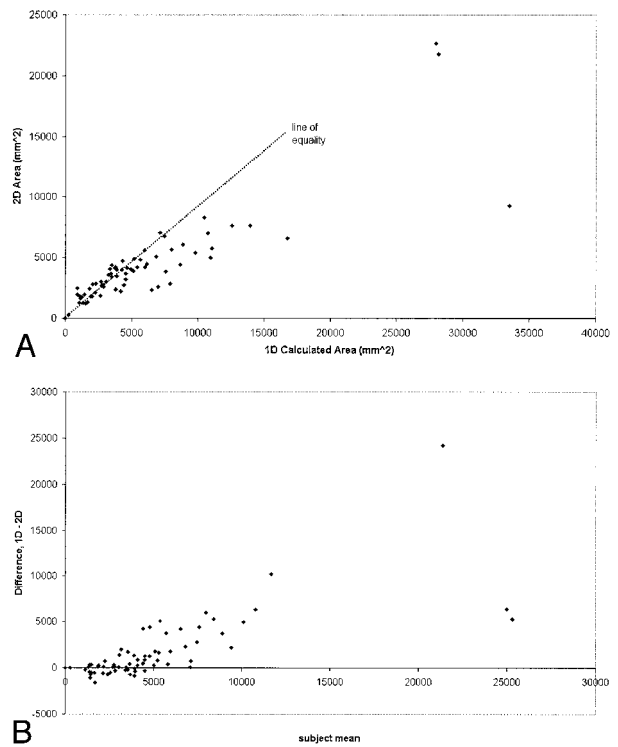 25000
20000
15000
10000
5000
0
2D Area (mm^2)
line of
equality
0 5000 10000 15000 20000 25000 30000 35000 40000
1D Calculated Area (mm^2)
A
30000
25000
20000
15000
10000
5000
0
-5000
Difference, 1D - 2D
0 5000 10000 15000 20000 25000 30000
subject mean
B